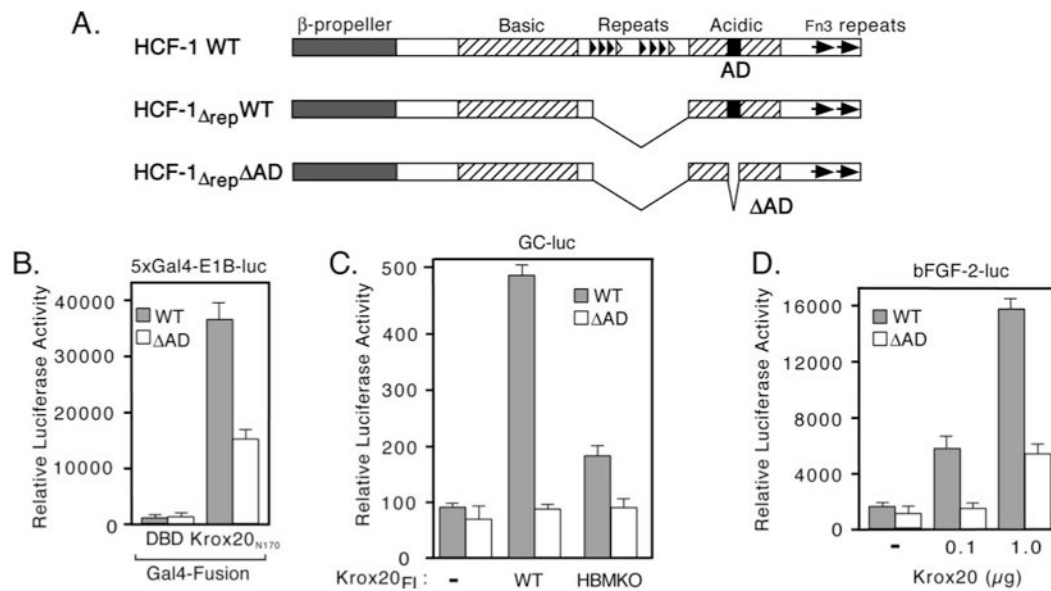 A.
β-propeller Basic Repeats Acidic Fn3 repeats
HCF-1 WT
AD
HCF-1ΔrepWT
HCF-1ΔrepΔAD
ΔAD
B.
5xGal4-E1B-luc
Relative Luciferase Activity
40000
30000
20000
10000
0
WT
ΔAD
DBD Krox20N170
Gal4-Fusion
C.
GC-luc
Relative Luciferase Activity
500
400
300
200
100
0
WT
ΔAD
Krox20Fl : - WT HBMKO
D.
bFGF-2-luc
Relative Luciferase Activity
16000
12000
8000
4000
0
WT
ΔAD
- 0.1 1.0
Krox20 (µg)